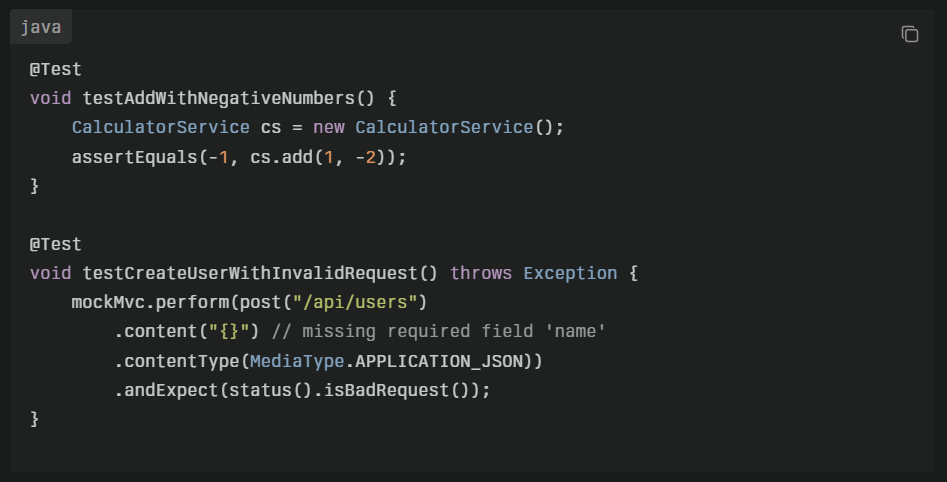 java
@Test
void testAddWithNegativeNumbers() {
    CalculatorService cs = new CalculatorService();
    assertEquals(-1, cs.add(1, -2));
}
@Test
void testCreateUserWithInvalidRequest() throws Exception {
    mockMvc.perform(post("/api/users")
        .content("{}") // missing required field 'name'
        .contentType(MediaType.APPLICATION_JSON))
        .andExpect(status().isBadRequest());
}